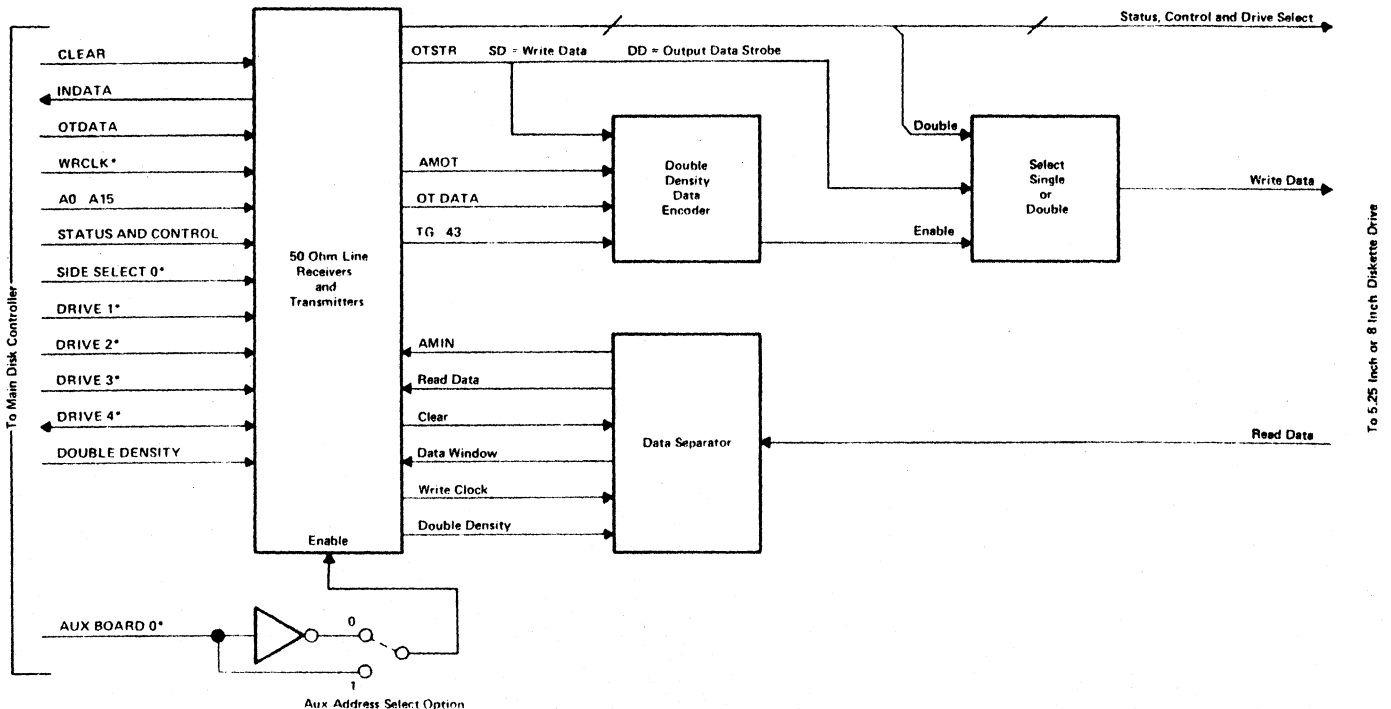 Status, Control and Drive Select
CLEAR
INDATA
OTDATA
WRCLK*
A0 A15
STATUS AND CONTROL
SIDE SELECT 0*
DRIVE 1*
DRIVE 2*
DRIVE 3*
DRIVE 4*
DOUBLE DENSITY
To Main Disk Controller
50 Ohm Line
Receivers
and
Transmitters
Enable
OTSTR SD = Write Data DD = Output Data Strobe
AMOT
OT DATA
TG 43
Double
Density
Data
Encoder
Double
Enable
Select
Single
or
Double
Write Data
AMIN
Read Data
Clear
Data Window
Write Clock
Double Density
Data Separator
Read Data
To 5.25 Inch or 8 Inch Diskette Drive
AUX BOARD 0*
0
1
Aux Address Select Option